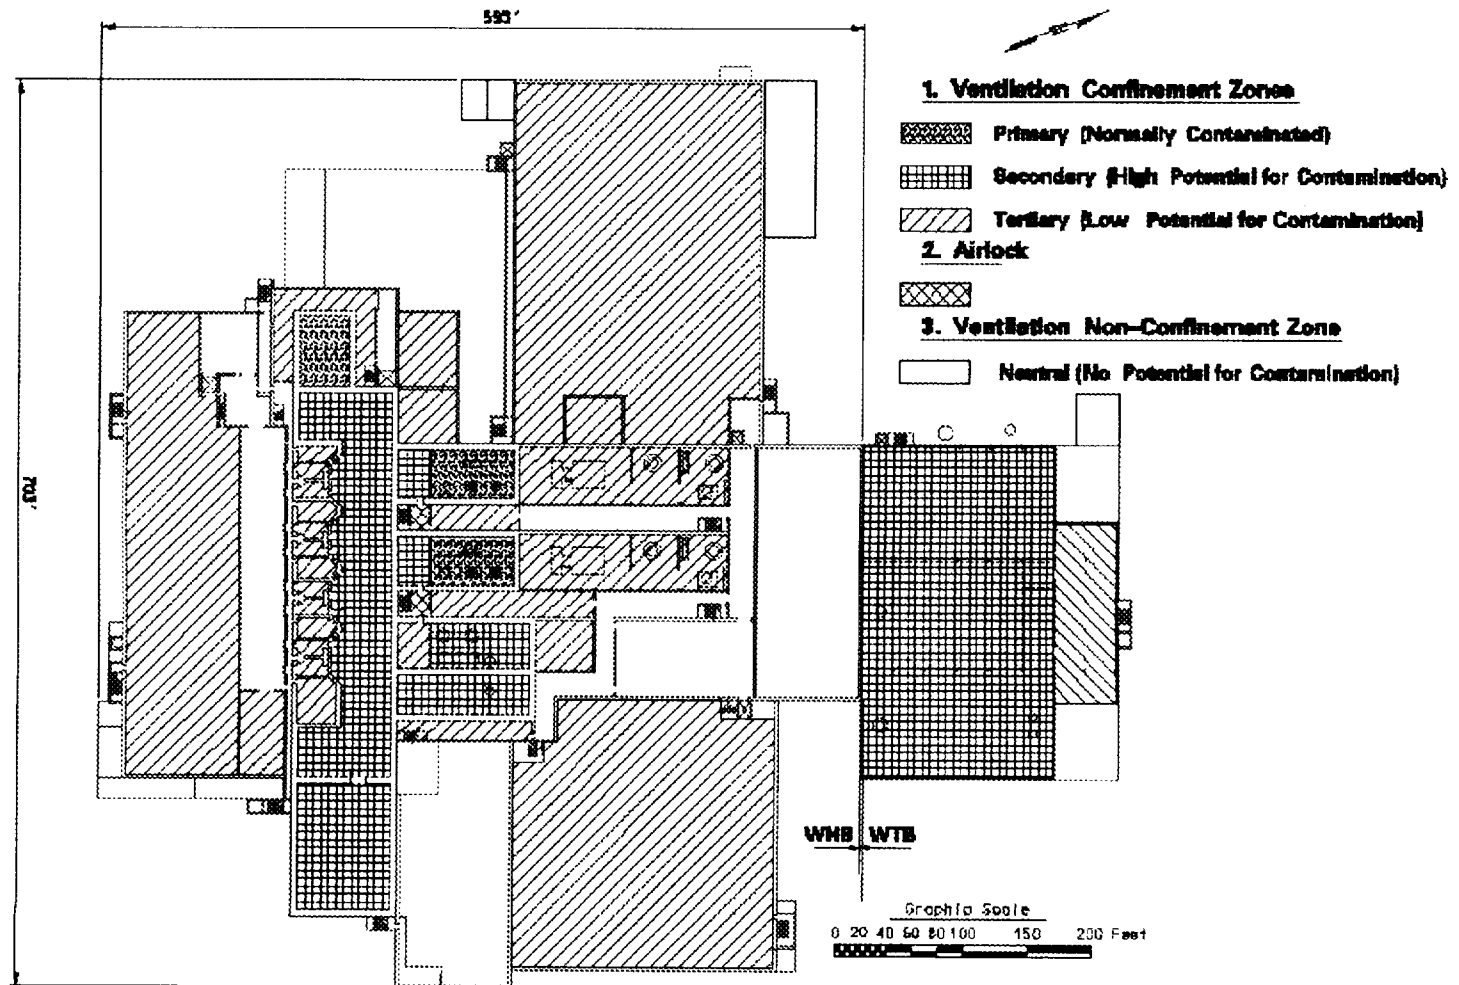 593'
1. Ventilation Confinement Zones
Primary (Normally Contaminated)
Secondary (High Potential for Contamination)
Tertiary (Low Potential for Contamination)
2. Airlock
3. Ventilation Non-Confinement Zone
Neutral (No Potential for Contamination)
703'
WHB WTB
Graphic Scale
0 20 40 60 80 100 150 200 Feet